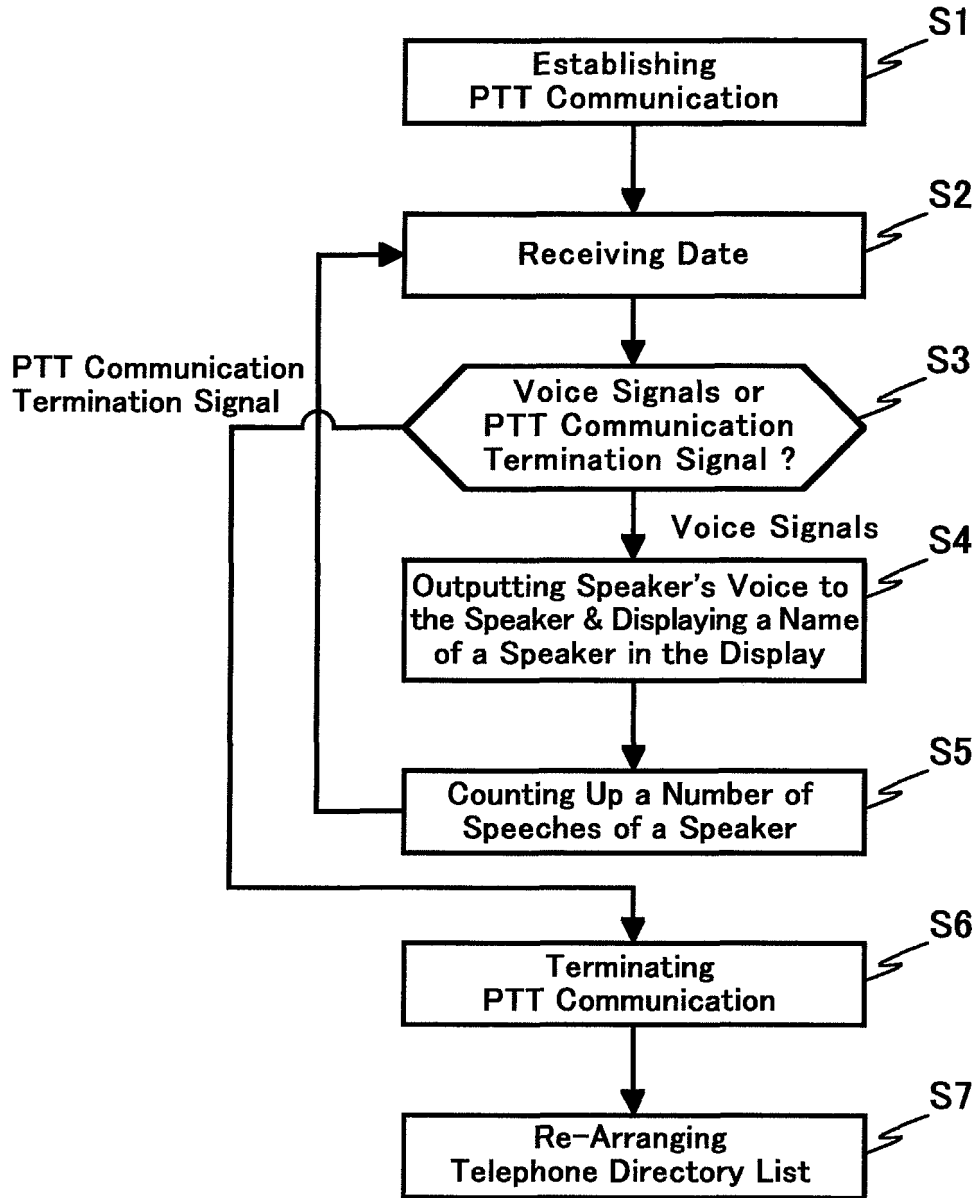 S1
Establishing
PTT Communication
S2
Receiving Date
PTT Communication
Termination Signal
S3
Voice Signals or
PTT Communication
Termination Signal ?
Voice Signals
S4
Outputting Speaker's Voice to
the Speaker & Displaying a Name
of a Speaker in the Display
S5
Counting Up a Number of
Speeches of a Speaker
S6
Terminating
PTT Communication
S7
Re-Arranging
Telephone Directory List